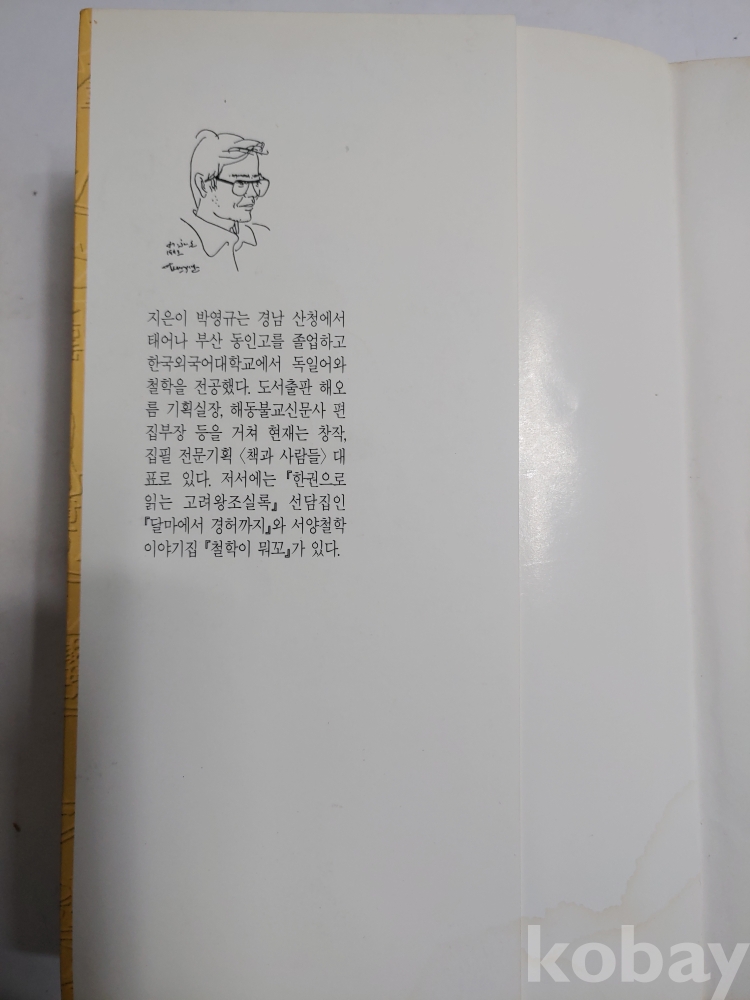 지은이 박영규는 경남 산청에서
태어나 부산 동인고를 졸업하고
한국외국어대학교에서 독일어와
철학을 전공했다. 도서출판 해오
름 기획실장, 해동불교신문사 편
집부장 등을 거쳐 현재는 창작,
집필 전문기획 〈책과 사람들〉 대
표로 있다. 저서에는 『한권으로
읽는 고려왕조실록』 선담집인
『달마에서 경허까지』와 서양철학
이야기집 『철학이 뭐꼬』가 있다.
kobay